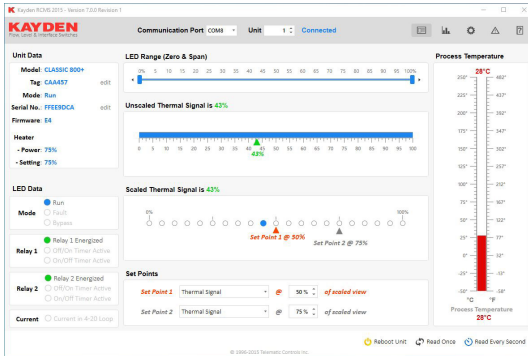 Kayden RCMS 2015 - Version 7.0.0 Revision 1
KAYDEN
Flow, Level & Interface Switches
Communication Port COM8 Unit 1 Connected
Unit Data
Model: CLASSIC 800+
Tag: CAA457 edit
Mode: Run
Serial No.: FFEE9DCA edit
Firmware: E4
Heater
- Power: 75%
- Setting: 75%
LED Data
Mode
Run
Fault
Bypass
Relay 1
Relay 1 Energized
Off/On Timer Active
On/Off Timer Active
Relay 2
Relay 2 Energized
Off/On Timer Active
On/Off Timer Active
Current Current in 4-20 Loop
LED Range (Zero & Span)
0% 5 10 15 20 25 30 35 40 45 50 55 60 65 70 75 80 85 90 95 100%
Unscaled Thermal Signal is 43%
0 5 10 15 20 25 30 35 40 45 50 55 60 65 70 75 80 85 90 95 100
43%
Scaled Thermal Signal is 43%
0% 100%
Set Point 1 @ 50%
Set Point 2 @ 75%
Set Points
Set Point 1 Thermal Signal @ 50 % of scaled view
Set Point 2 Thermal Signal @ 75 % of scaled view
Process Temperature
28°C
250° 482°
225° 437°
200° 392°
175° 347°
150° 302°
125° 257°
100° 212°
75° 167°
50° 122°
25° 77°
0° 32°
-25° -13°
-50° -58°
°C °F
Process Temperature
28°C
Reboot Unit Read Once Read Every Second
© 1999-2015 Telematic Controls Inc.